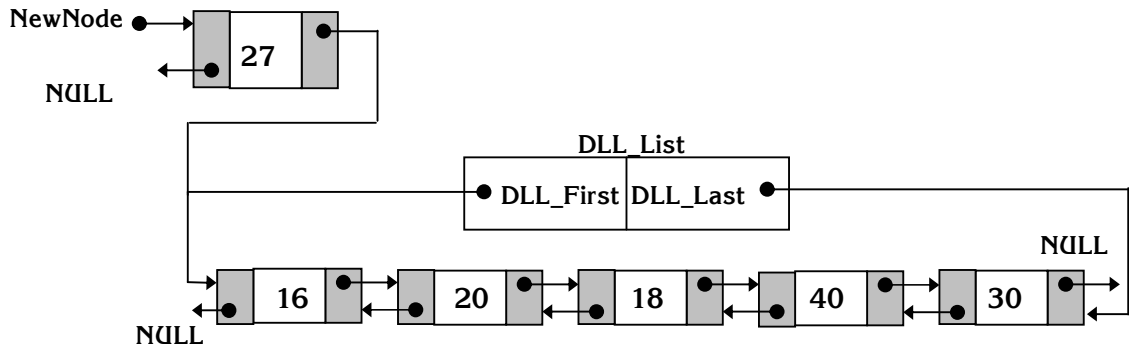 NewNode
27
NULL
DLL_List
DLL_First DLL_Last
NULL
16 20 18 40 30
NULL